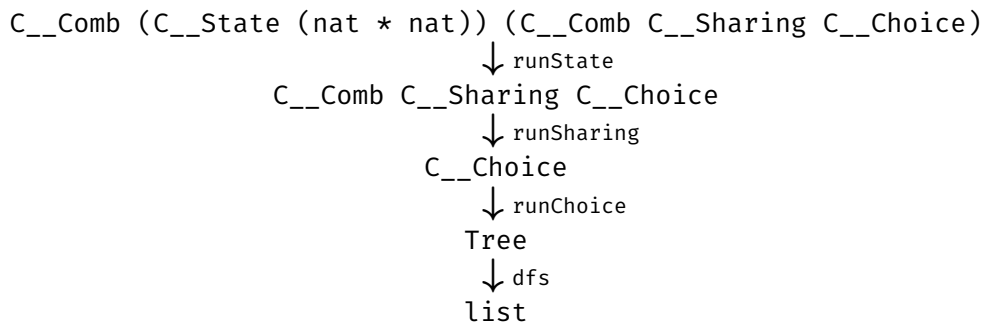 C__Comb (C__State (nat * nat)) (C__Comb C__Sharing C__Choice)
runState
C__Comb C__Sharing C__Choice
runSharing
C__Choice
runChoice
Tree
dfs
list